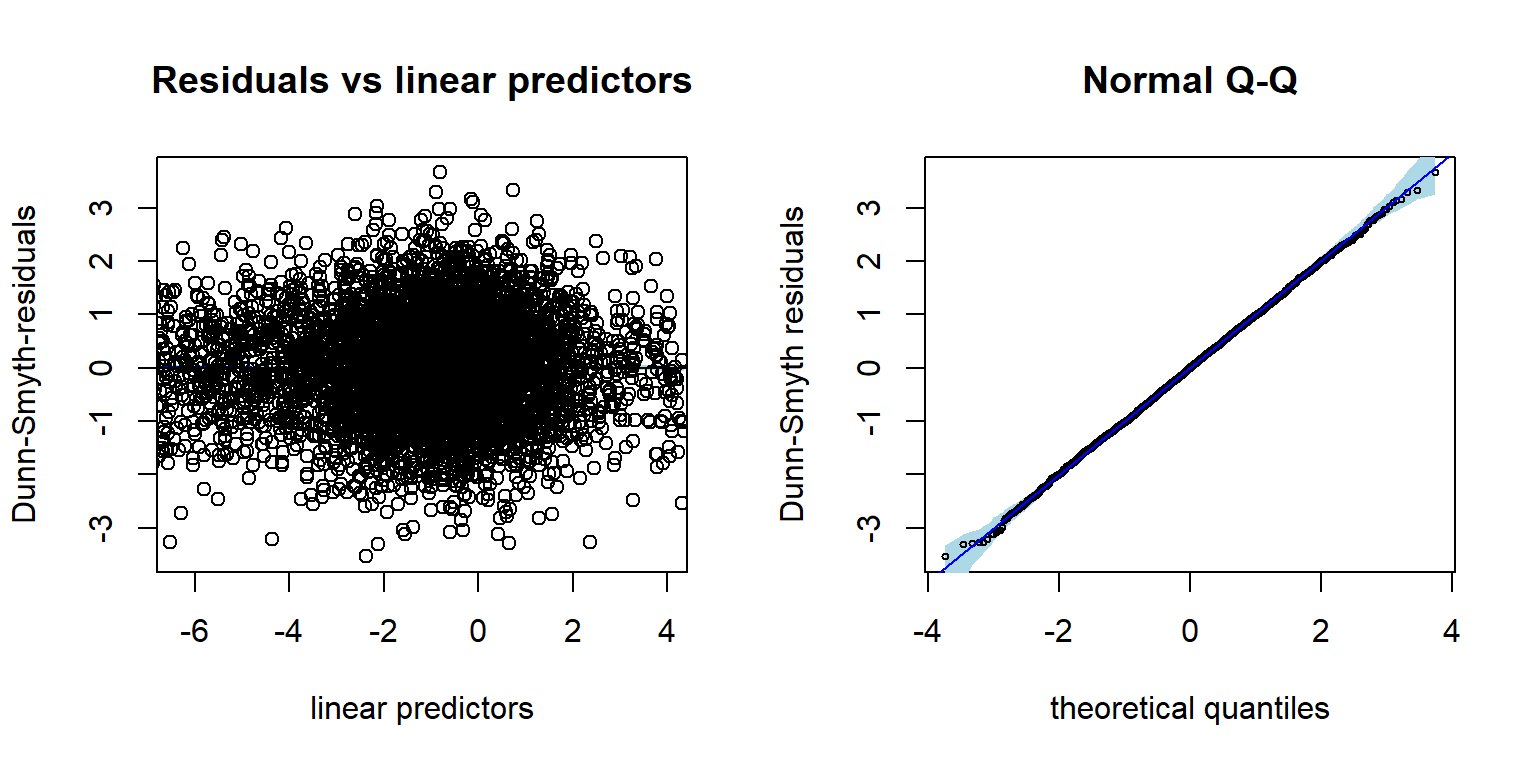 Residuals vs linear predictors
Dunn-Smyth-residuals
3
2
1
0
-1
-3
-6 -4 -2 0 2 4
linear predictors
Normal Q-Q
Dunn-Smyth residuals
3
2
1
0
-1
-3
-4 -2 0 2 4
theoretical quantiles